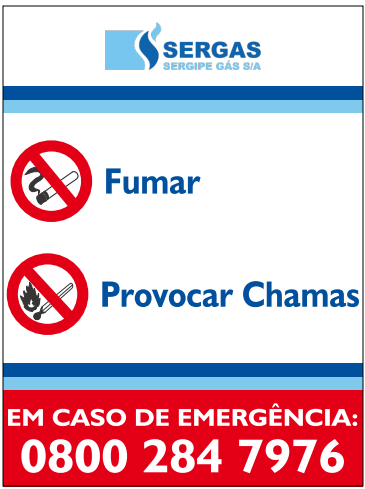 SERGAS
SERGIPE GÁS S/A
Fumar
Provocar Chamas
EM CASO DE EMERGÊNCIA:
0800 284 7976